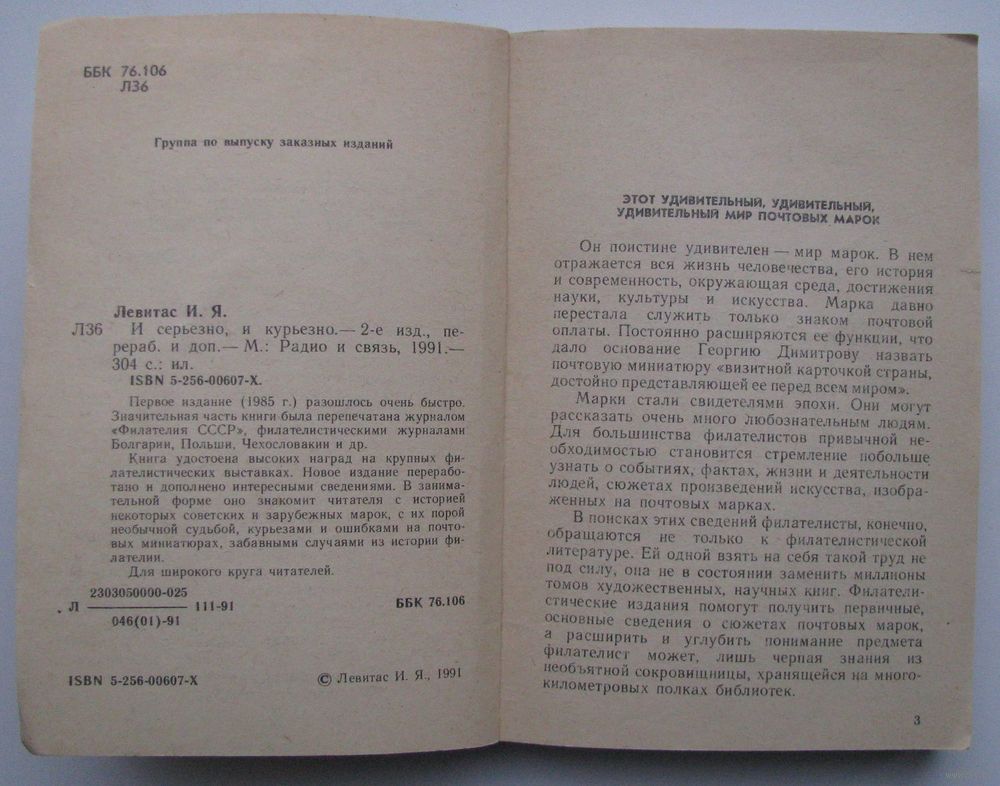 ББК 76.106
Л36
Группа по выпуску заказных изданий
Левитас И. Я.
Л36 И серьезно, и курьезно.— 2-е изд., пе-
рераб. и доп.— М.: Радио и связь, 1991.—
304 с.: ил.
ISBN 5-256-00607-X.
Первое издание (1985 г.) разошлось очень быстро.
Значительная часть книги была перепечатана журналом
«Филателия СССР», филателистическими журналами
Болгарии, Польши, Чехословакии и др.
Книга удостоена высоких наград на крупных фи-
лателистических выставках. Новое издание переработа-
тано и дополнено интересными сведениями. В занима-
тельной форме оно знакомит читателя с историей
некоторых советских и зарубежных марок, с их порой
необычной судьбой, курьезами и ошибками на почто-
вых миниатюрах, забавными случаями из истории фи-
лателии.
Для широкого круга читателей.
2303050000-025
Л ———— 111-91
046(01)-91
ББК 76.106
ISBN 5-256-00607-X
© Левитас И. Я., 1991
ЭТОТ УДИВИТЕЛЬНЫЙ, УДИВИТЕЛЬНЫЙ,
УДИВИТЕЛЬНЫЙ МИР ПОЧТОВЫХ МАРОК
Он поистине удивителен — мир марок. В нем
отражается вся жизнь человечества, его история
и современность, окружающая среда, достижения
науки, культуры и искусства. Марка давно
перестала служить только знаком почтовой
оплаты. Постоянно расширяются ее функции, что
дало основание Георгию Димитрову назвать
почтовую миниатюру «визитной карточкой страны,
достойно представляющей ее перед всем миром».
Марки стали свидетелями эпохи. Они могут
рассказать очень много любознательным людям.
Для большинства филателистов привычной не-
обходимостью становится стремление побольше
узнать о событиях, фактах, жизни и деятельности
людей, сюжетах произведений искусства, изобра-
женных на почтовых марках.
В поисках этих сведений филателисты, конечно,
обращаются не только к филателистической
литературе. Ей одной взять на себя такой труд не
под силу, она не в состоянии заменить миллионы
томов художественных, научных книг. Филатели-
стические издания помогут получить первичные,
основные сведения о сюжетах почтовых марок,
а расширить и углубить понимание предмета
филателист может, лишь черпая знания из
необъятной сокровищницы, хранящейся на много-
километровых полках библиотек.
3